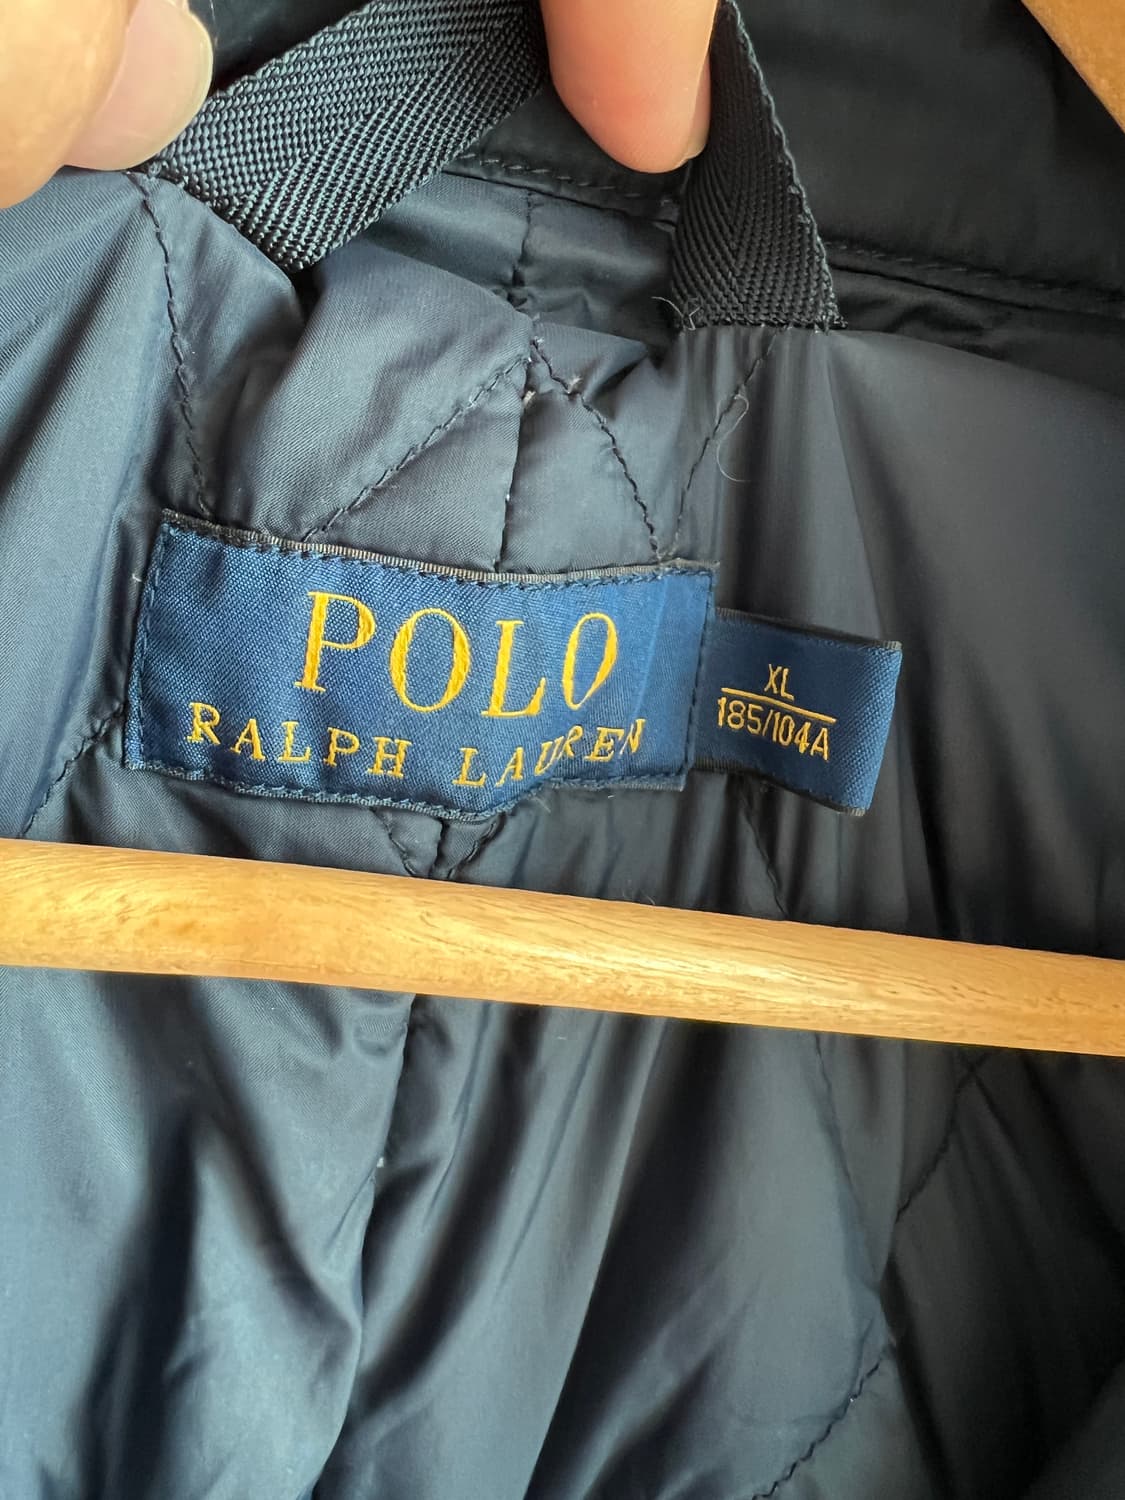 POLO
RALPH LAUREN
XL
185/104A